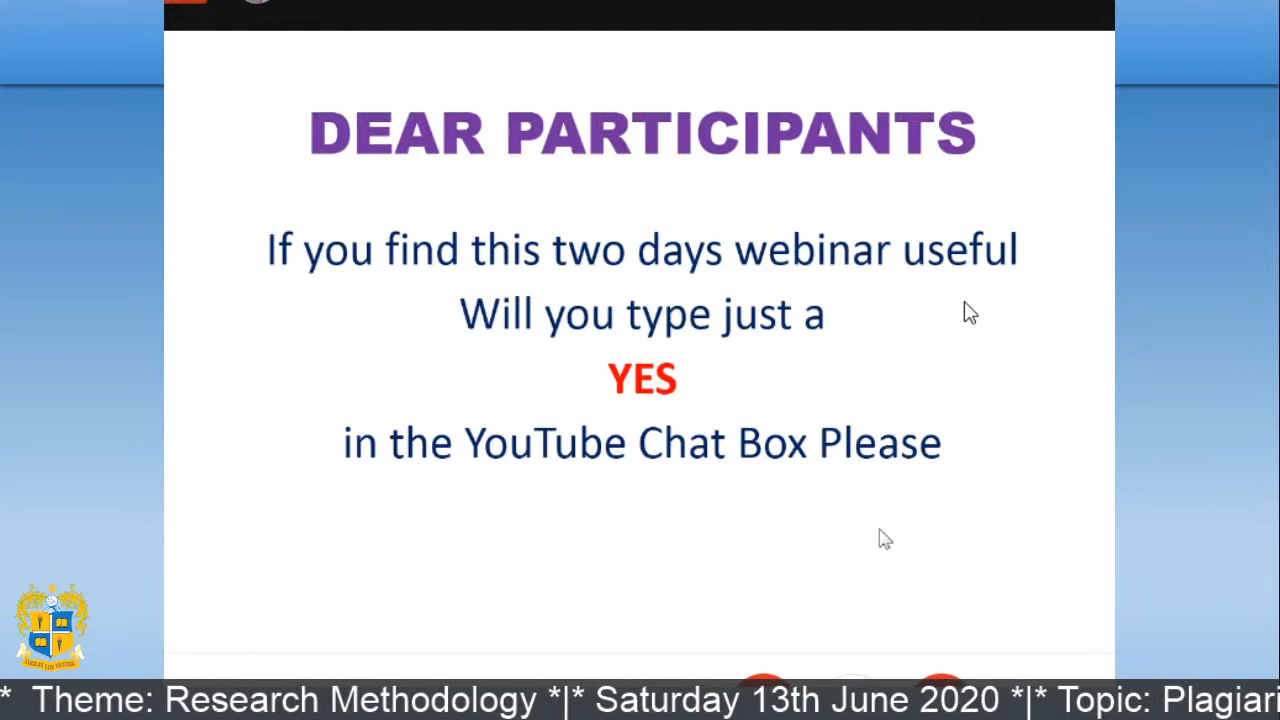 DEAR PARTICIPANTS
If you find this two days webinar useful
Will you type just a
YES
in the YouTube Chat Box Please
* Theme: Research Methodology *|* Saturday 13th June 2020 *|* Topic: Plagiari